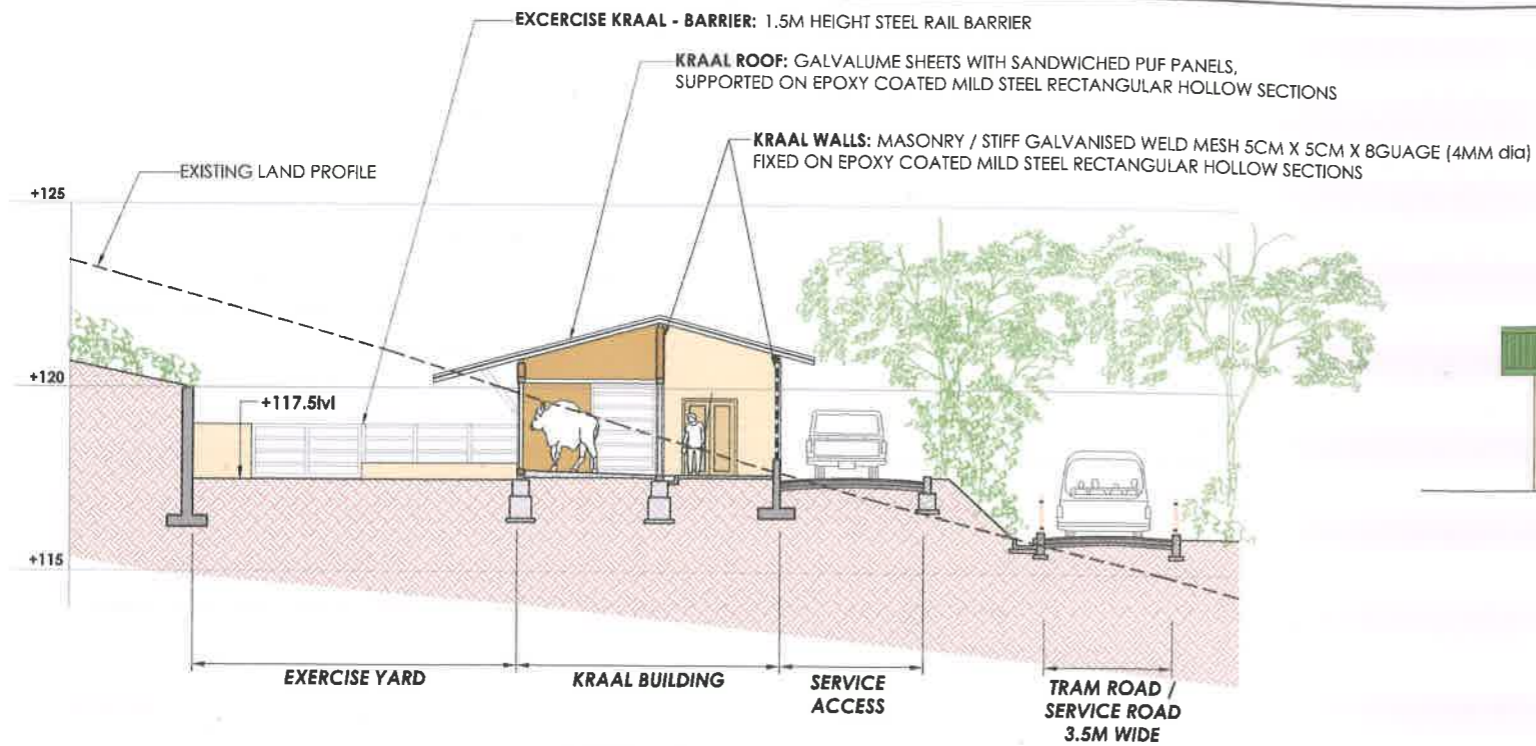 EXCERCISE KRAAL - BARRIER: 1.5M HEIGHT STEEL RAIL BARRIER
KRAAL ROOF: GALVALUME SHEETS WITH SANDWICHED PUF PANELS,
SUPPORTED ON EPOXY COATED MILD STEEL RECTANGULAR HOLLOW SECTIONS
KRAAL WALLS: MASONRY / STIFF GALVANISED WELD MESH 5CM X 5CM X 8GUAGE (4MM dia)
FIXED ON EPOXY COATED MILD STEEL RECTANGULAR HOLLOW SECTIONS
EXISTING LAND PROFILE
+125
+120
+117.5lvl
+115
EXERCISE YARD
KRAAL BUILDING
SERVICE
ACCESS
TRAM ROAD /
SERVICE ROAD
3.5M WIDE